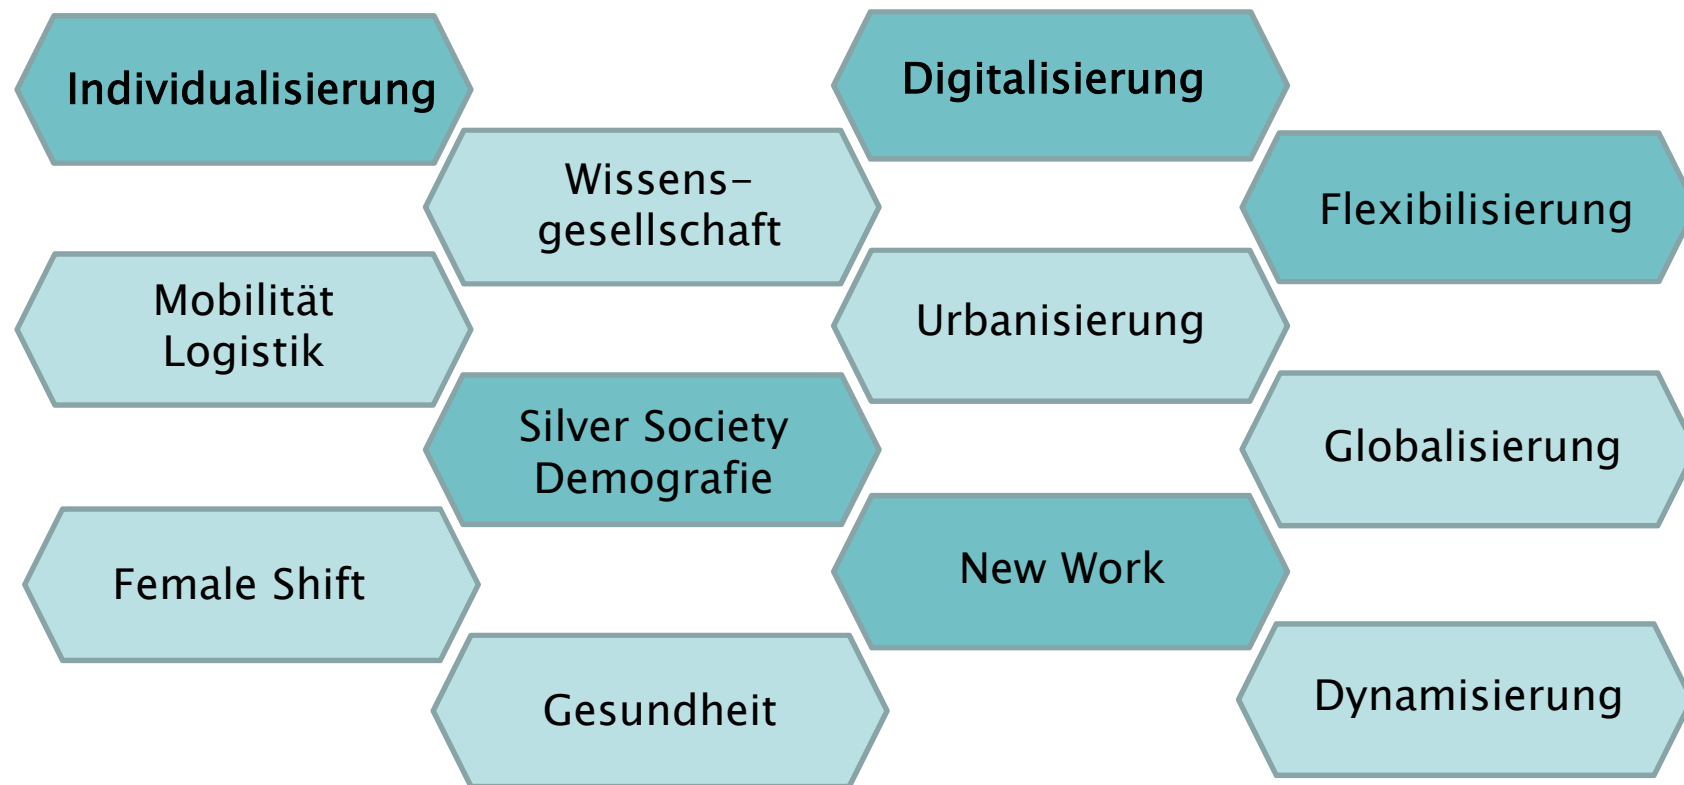 Individualisierung
Digitalisierung
Wissens-
gesellschaft
Flexibilisierung
Mobilität
Logistik
Urbanisierung
Silver Society
Demografie
Globalisierung
Female Shift
New Work
Gesundheit
Dynamisierung